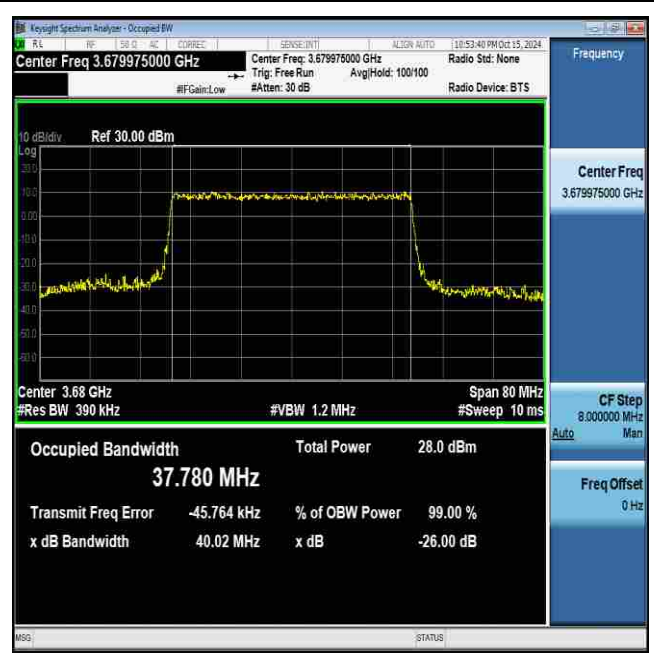 Keysight Spectrum Analyzer - Occupied BW
RL RF 50 Ω AC CORREC SENSE:INT ALIGN AUTO 10:53:40 PM Oct 15, 2024
Center Freq 3.679975000 GHz
Center Freq: 3.679975000 GHz
Radio Std: None
Trig: Free Run Avg|Hold: 100/100
#IFGain:Low #Atten: 30 dB Radio Device: BTS
Frequency
10 dB/div Ref 30.00 dBm
Log
20.0
10.0
0.00
-10.0
-20.0
-30.0
-40.0
-50.0
-60.0
Center 3.68 GHz Span 80 MHz
#Res BW 390 kHz #VBW 1.2 MHz #Sweep 10 ms
Occupied Bandwidth Total Power 28.0 dBm
37.780 MHz
Transmit Freq Error -45.764 kHz % of OBW Power 99.00 %
x dB Bandwidth 40.02 MHz x dB -26.00 dB
Center Freq
3.679975000 GHz
CF Step
8.000000 MHz
Auto Man
Freq Offset
0 Hz
MSG STATUS